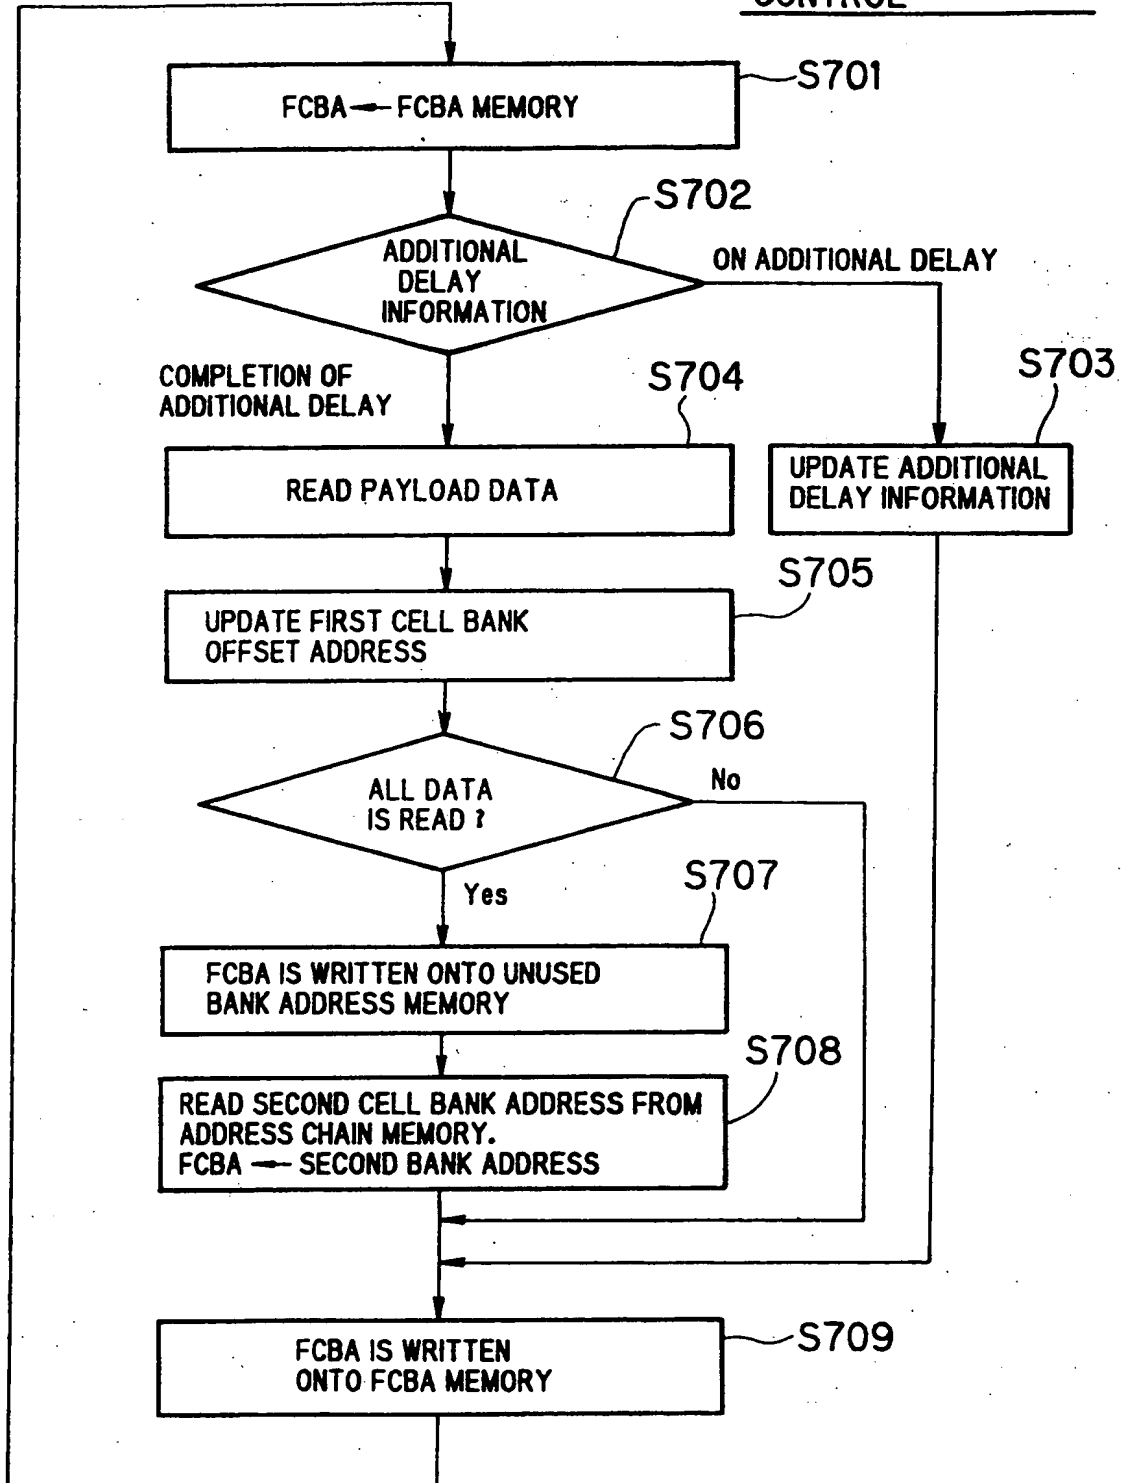 CONTROL
S701
FCBA ← FCBA MEMORY
S702
ADDITIONAL
DELAY
INFORMATION
ON ADDITIONAL DELAY
COMPLETION OF
ADDITIONAL DELAY
S703
UPDATE ADDITIONAL
DELAY INFORMATION
S704
READ PAYLOAD DATA
S705
UPDATE FIRST CELL BANK
OFFSET ADDRESS
S706
ALL DATA
IS READ ?
No
Yes
S707
FCBA IS WRITTEN ONTO UNUSED
BANK ADDRESS MEMORY
S708
READ SECOND CELL BANK ADDRESS FROM
ADDRESS CHAIN MEMORY.
FCBA ← SECOND BANK ADDRESS
S709
FCBA IS WRITTEN
ONTO FCBA MEMORY